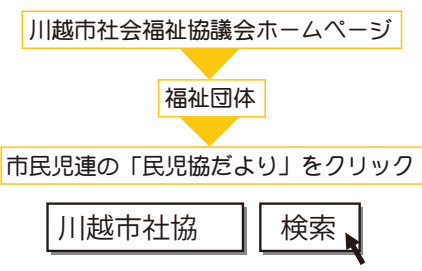 川越市社会福祉協議会ホームページ
福祉団体
市民児連の「民児協だより」をクリック
川越市社協 検索